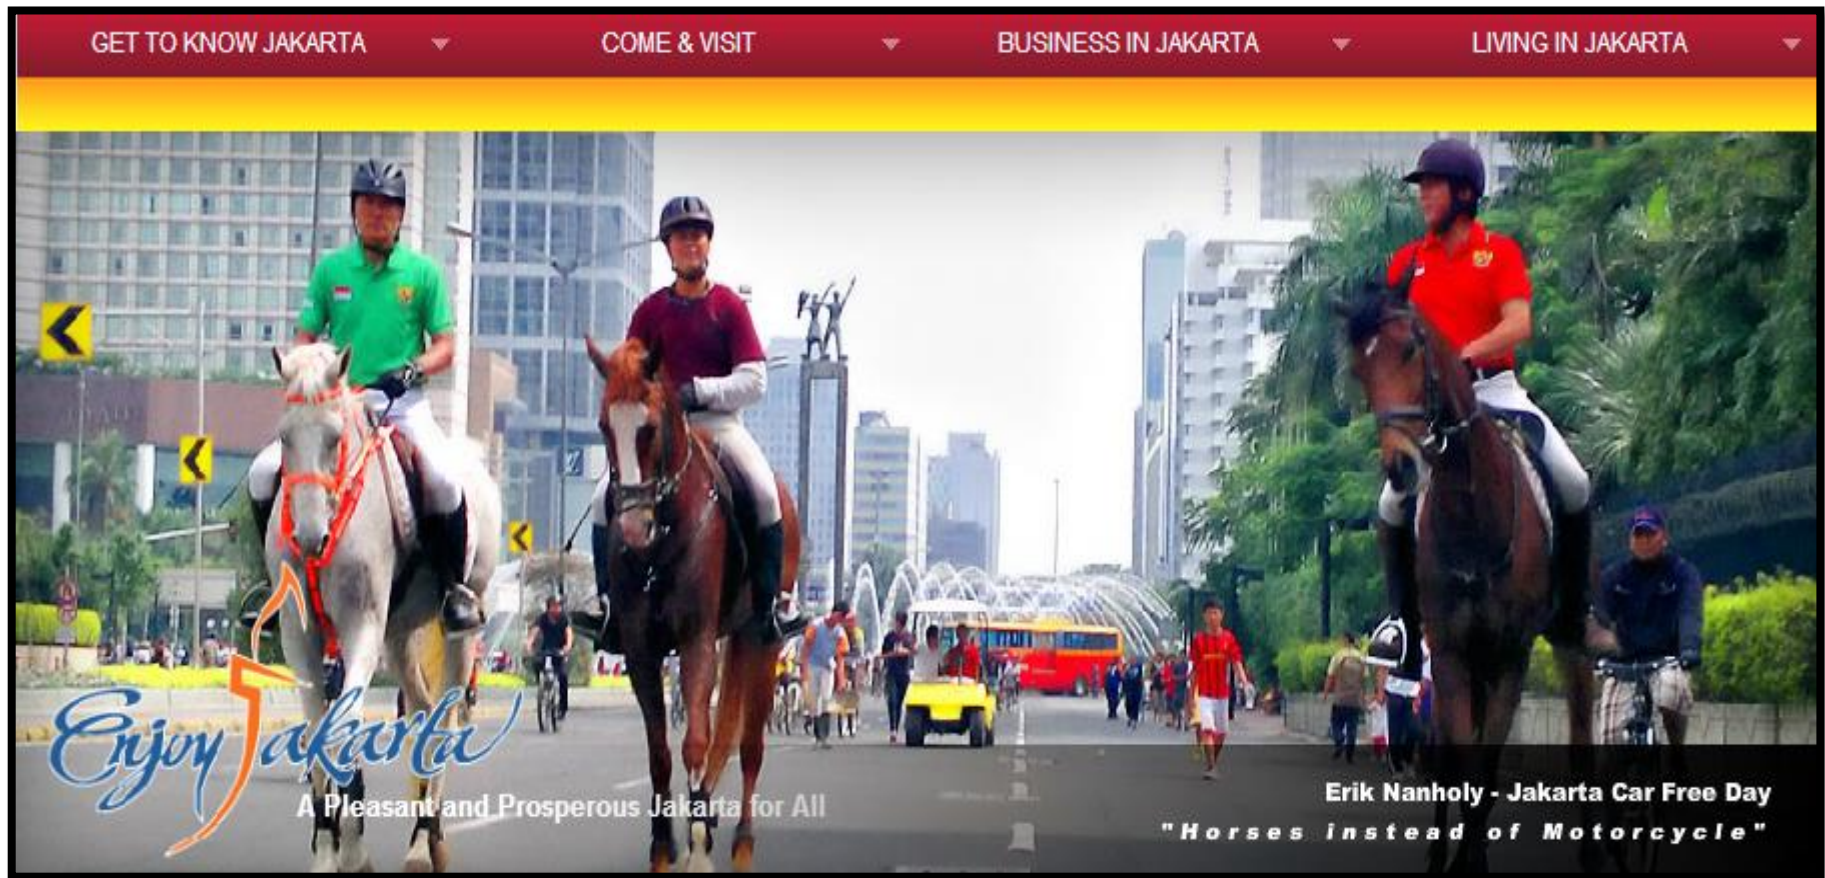 GET TO KNOW JAKARTA
COME & VISIT
BUSINESS IN JAKARTA
LIVING IN JAKARTA
Enjoy Jakarta
A Pleasant and Prosperous Jakarta for All
Erik Nanholy - Jakarta Car Free Day
"Horses instead of Motorcycle"